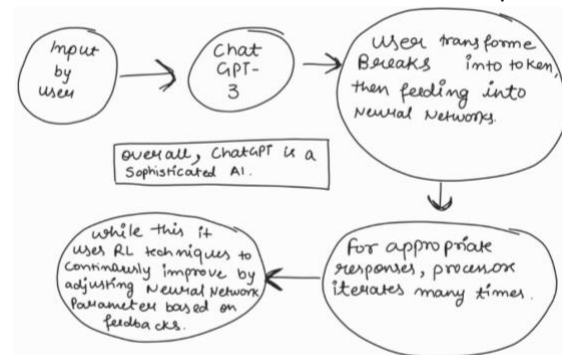 Input
by
user
Chat
GPT-
3
User transforme
Breaks into token,
then feeding into
Neural Networks.
overall, ChatGPT is a
Sophisticated AI.
For appropriate
responses, processor
iterates many times.
while this it
uses RL techniques to
continuously improve by
adjusting Neural Network
Parameter based on
feedbacks.